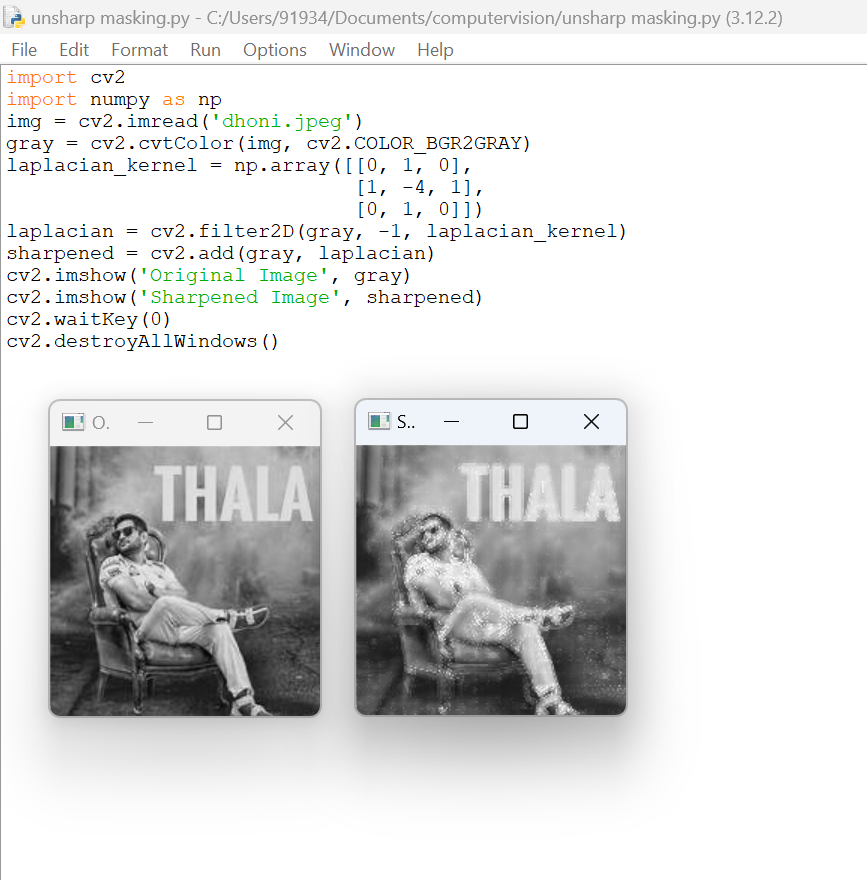 unsharp masking.py - C:/Users/91934/Documents/computervision/unsharp masking.py (3.12.2)
File Edit Format Run Options Window Help
import cv2
import numpy as np
img = cv2.imread('dhoni.jpeg')
gray = cv2.cvtColor(img, cv2.COLOR_BGR2GRAY)
laplacian_kernel = np.array([[0, 1, 0],
                             [1, -4, 1],
                             [0, 1, 0]])
laplacian = cv2.filter2D(gray, -1, laplacian_kernel)
sharpened = cv2.add(gray, laplacian)
cv2.imshow('Original Image', gray)
cv2.imshow('Sharpened Image', sharpened)
cv2.waitKey(0)
cv2.destroyAllWindows()
O.
THALA
S..
THALA